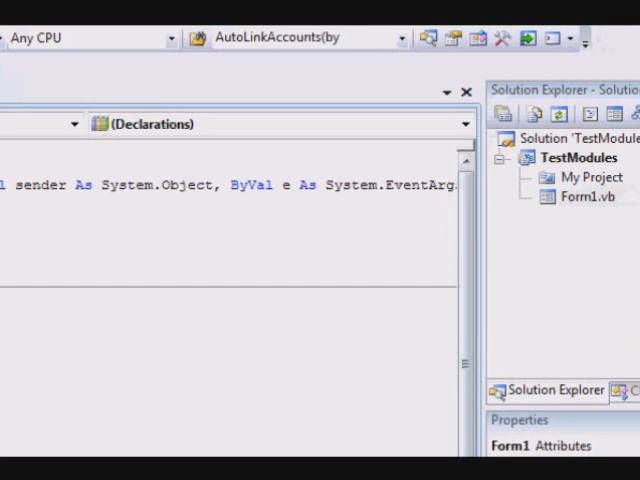 Any CPU
AutoLinkAccounts(by
Solution Explorer - Solutio
(Declarations)
Solution 'TestModule
TestModules
l sender As System.Object, ByVal e As System.EventArg
My Project
Form1.vb
Solution Explorer
Properties
Form1 Attributes